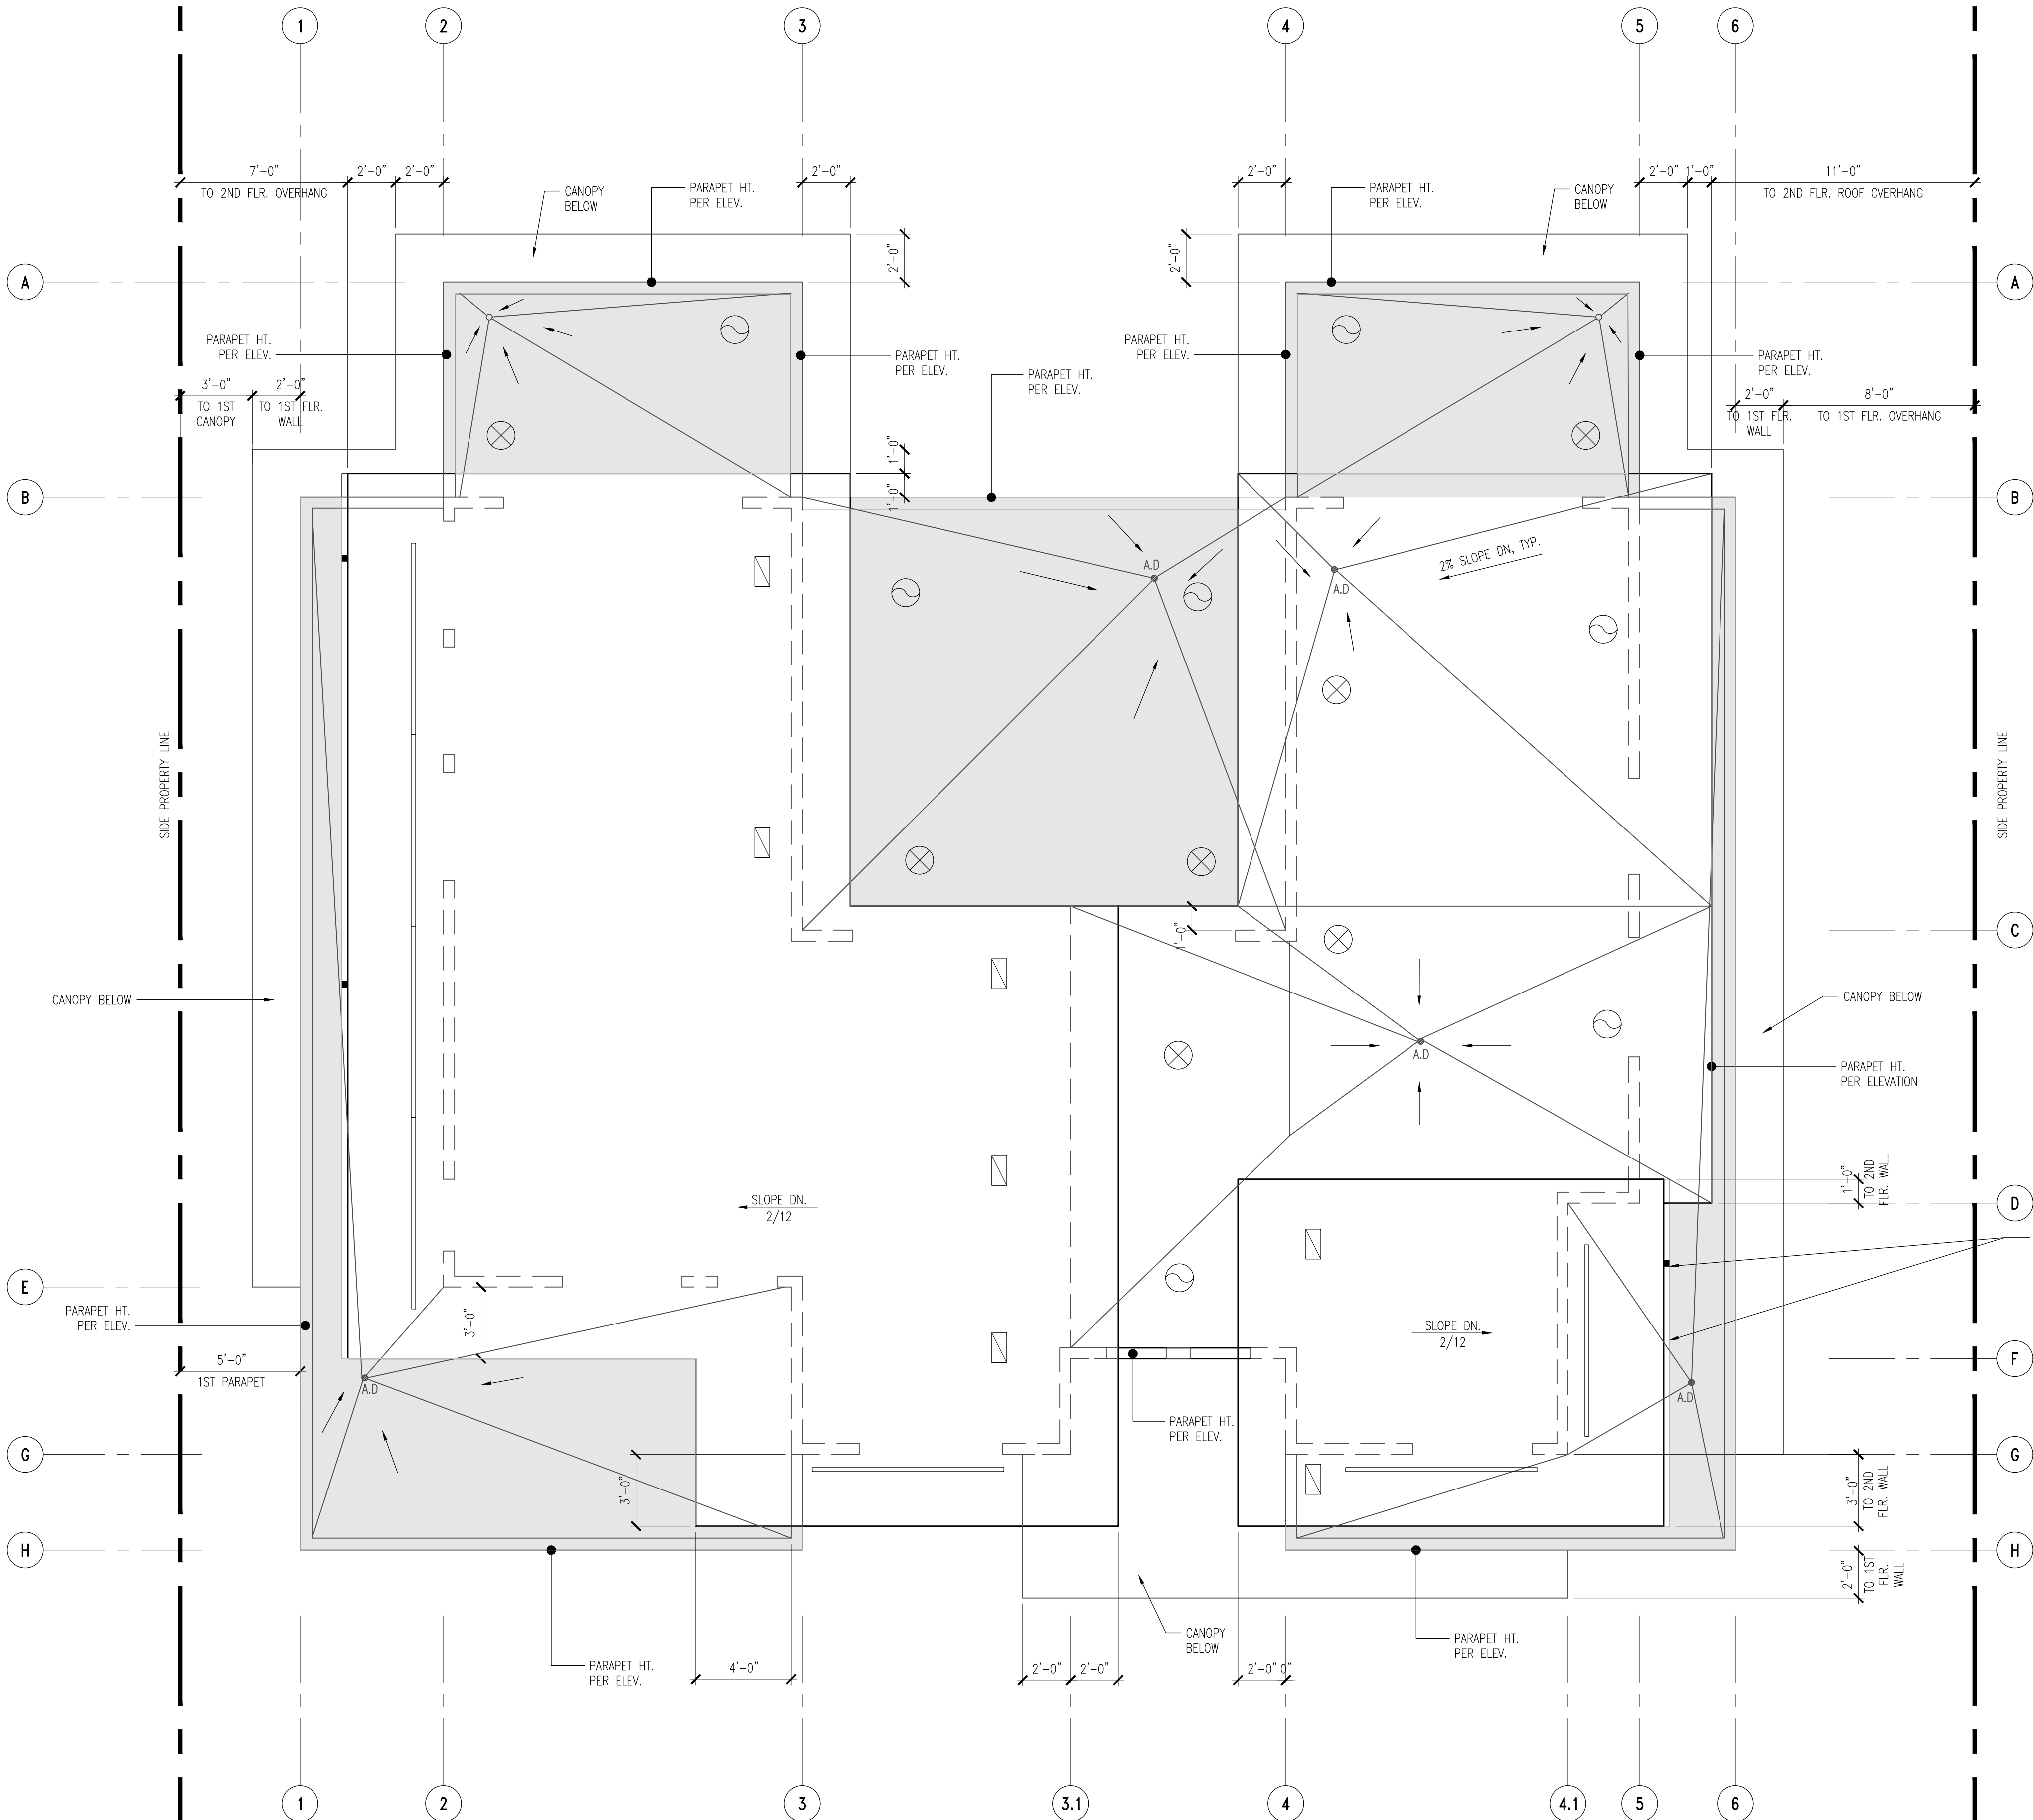 1
2
3
4
5
6
7'-0"
TO 2ND FLR. OVERHANG
2'-0"
2'-0"
2'-0"
2'-0"
2'-0"
1'-0"
11'-0"
TO 2ND FLR. ROOF OVERHANG
CANOPY
BELOW
PARAPET HT.
PER ELEV.
PARAPET HT.
PER ELEV.
CANOPY
BELOW
2'-0"
2'-0"
A
A
PARAPET HT.
PER ELEV.
PARAPET HT.
PER ELEV.
PARAPET HT.
PER ELEV.
PARAPET HT.
PER ELEV.
PARAPET HT.
PER ELEV.
3'-0"
TO 1ST
CANOPY
2'-0"
TO 1ST FLR.
WALL
2'-0"
TO 1ST FLR.
WALL
8'-0"
TO 1ST FLR. OVERHANG
1'-0"
1'-0"
B
B
A.D
A.D
2% SLOPE DN, TYP.
SIDE PROPERTY LINE
SIDE PROPERTY LINE
1'-0"
C
CANOPY BELOW
CANOPY BELOW
A.D
PARAPET HT.
PER ELEVATION
1'-0"
TO 2ND
FLR. WALL
D
SLOPE DN.
2/12
E
PARAPET HT.
PER ELEV.
3'-0"
SLOPE DN.
2/12
F
5'-0"
1ST PARAPET
A.D
A.D
PARAPET HT.
PER ELEV.
G
G
3'-0"
3'-0"
TO 2ND
FLR. WALL
H
H
2'-0"
TO 1ST
FLR.
WALL
CANOPY
BELOW
PARAPET HT.
PER ELEV.
PARAPET HT.
PER ELEV.
4'-0"
2'-0"
2'-0"
2'-0"
0"
1
2
3
3.1
4
4.1
5
6